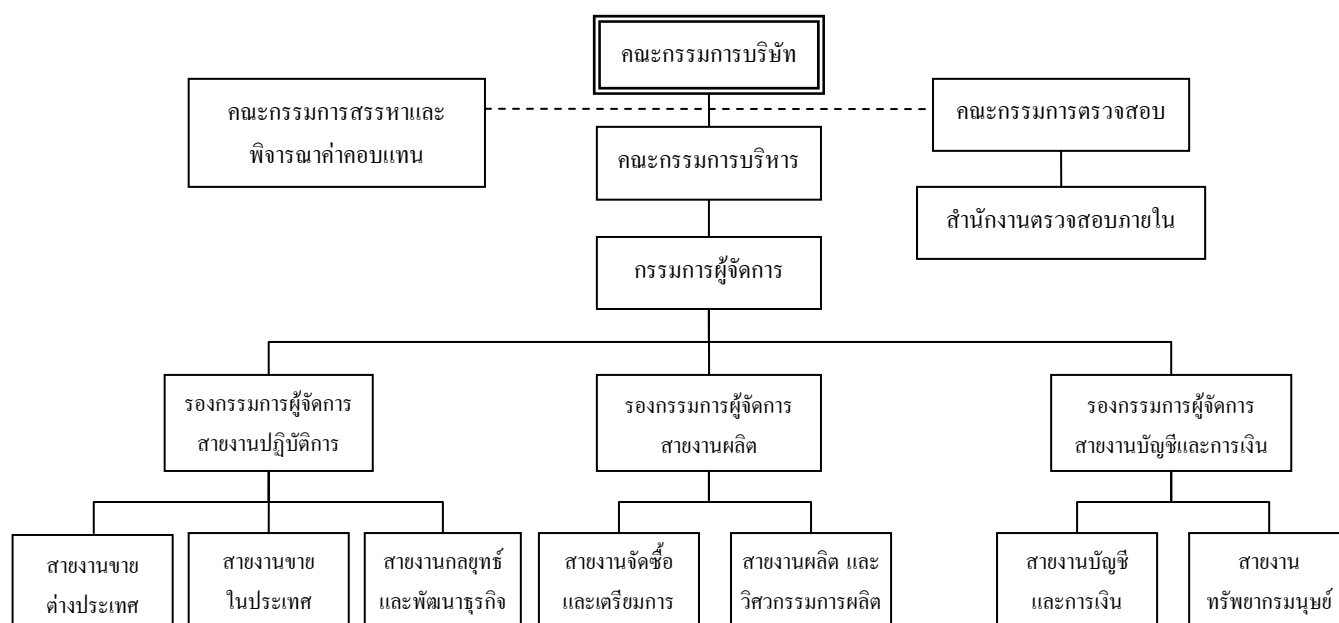 คณะกรรมการบริษัท
คณะกรรมการสรรหาและ
พิจารณาค่าคอบแทน
คณะกรรมการตรวจสอบ
คณะกรรมการบริหาร
สำนักงานตรวจสอบภายใน
กรรมการผู้จัดการ
รองกรรมการผู้จัดการ
สายงานปฏิบัติการ
รองกรรมการผู้จัดการ
สายงานผลิต
รองกรรมการผู้จัดการ
สายงานบัญชีและการเงิน
สายงานขาย
ต่างประเทศ
สายงานขาย
ในประเทศ
สายงานกลยุทธ์
และพัฒนาธุรกิจ
สายงานจัดซื้อ
และเตรียมการ
สายงานผลิต และ
วิศวกรรมการผลิต
สายงานบัญชี
และการเงิน
สายงาน
ทรัพยากรมนุษย์